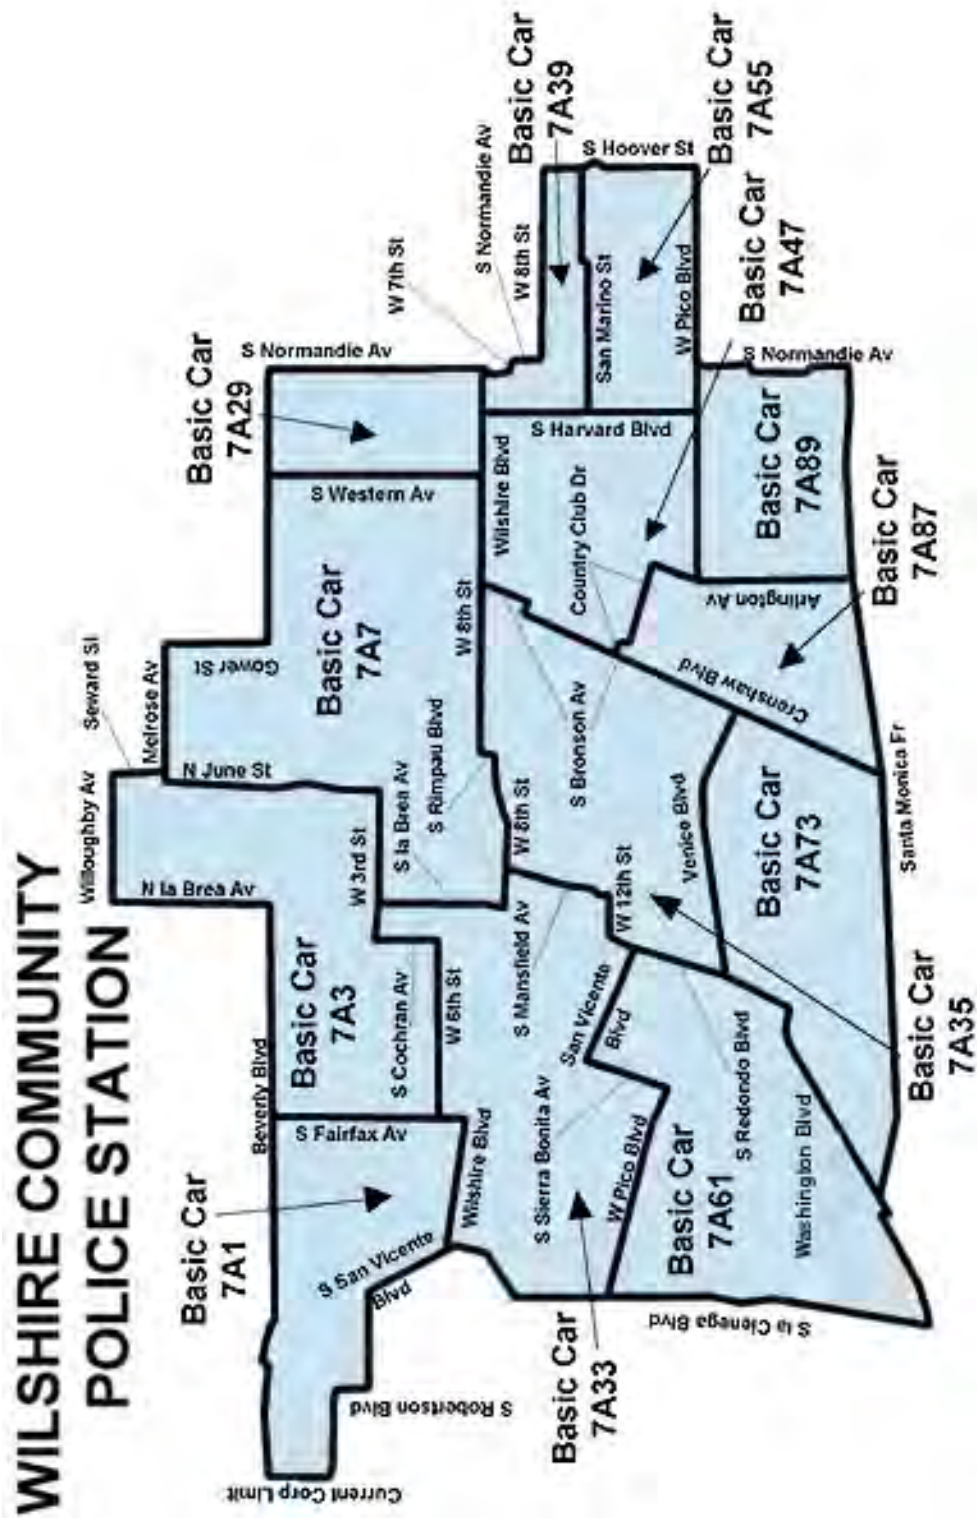 WILSHIRE COMMUNITY
POLICE STATION
Willoughby Av
Seward St
Melrose Av
N la Brea Av
N June St
Gower St
Basic Car
7A29
S Normandie Av
W 7th St
S Normandie Av
Basic Car
7A39
S Hoover St
Basic Car
7A55
Basic Car
7A47
W 8th St
San Marino St
W Pico Blvd
S Normandie Av
S Western Av
Wilshire Blvd
S Harvard Blvd
Country Club Dr
Basic Car
7A89
Basic Car
7A87
Arlington Av
Crenshaw Blvd
Basic Car
7A7
W 8th St
S Rimpau Blvd
S la Brea Av
W 3rd St
W 8th St
S Bronson Av
Venice Blvd
W 12th St
Basic Car
7A73
Santa Monica Fr
Basic Car
7A35
Beverly Blvd
Basic Car
7A3
S Cochran Av
W 6th St
S Mansfield Av
San Vicente
Blvd
S Redondo Blvd
Washington Blvd
S Fairfax Av
Wilshire Blvd
S Sierra Bonita Av
W Pico Blvd
Basic Car
7A61
Basic Car
7A1
S San Vicente
Blvd
S Robertson Blvd
Current Corp Limit
Basic Car
7A33
S la Cienega Blvd